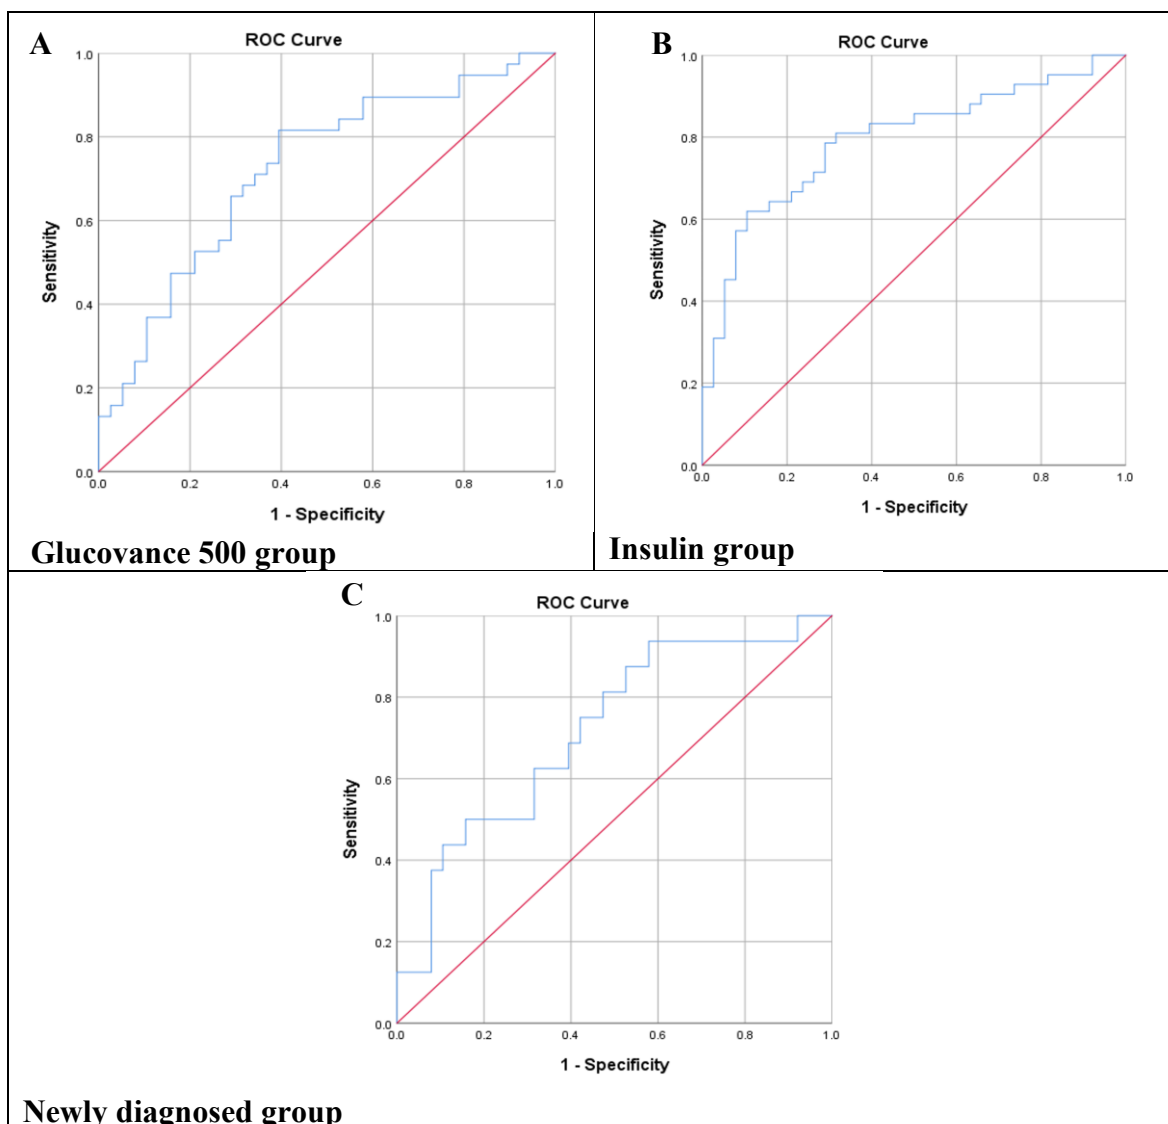 A
ROC Curve
Sensitivity
1.0
0.8
0.6
0.4
0.2
0.0
0.0 0.2 0.4 0.6 0.8 1.0
1 - Specificity
Glucovance 500 group
B
ROC Curve
Sensitivity
1.0
0.8
0.6
0.4
0.2
0.0
0.0 0.2 0.4 0.6 0.8 1.0
1 - Specificity
Insulin group
C
ROC Curve
Sensitivity
1.0
0.8
0.6
0.4
0.2
0.0
0.0 0.2 0.4 0.6 0.8 1.0
1 - Specificity
Newly diagnosed group